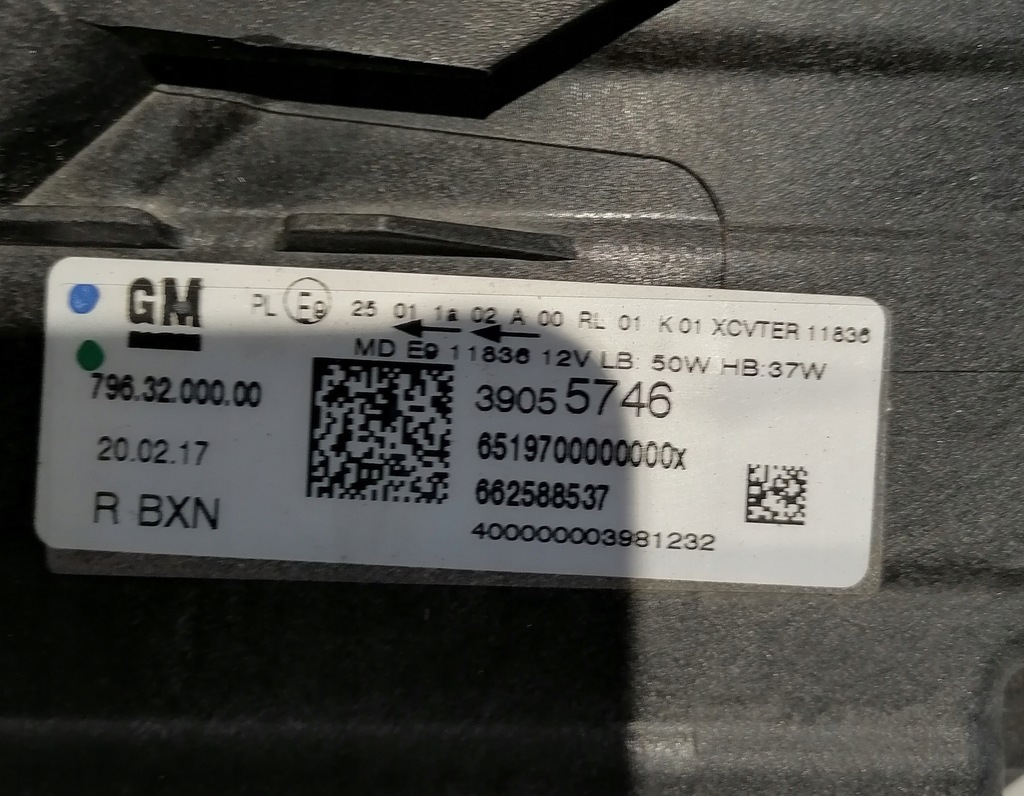 GM
PL E9 25 01 1a 02 A 00 RL 01 K 01 XCVTER 11836
MD E9 11836 12V LB: 50W HB:37W
796.32.000.00
39055746
20.02.17
6519700000000X
R BXN
662588537
400000003981232